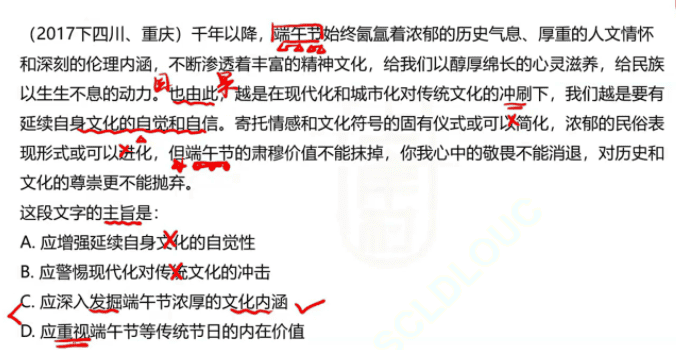 （2017下四川、重庆）千年以降，端午节始终氤氲着浓郁的历史气息、厚重的人文情怀
和深刻的伦理内涵，不断渗透着丰富的精神文化，给我们以醇厚绵长的心灵滋养，给民族
以生生不息的动力。也由此，越是在现代化和城市化对传统文化的冲刷下，我们越是要有
延续自身文化的自觉和自信。寄托情感和文化符号的固有仪式或可以简化，浓郁的民俗表
现形式或可以进化，但端午节的肃穆价值不能抹掉，你我心中的敬畏不能消退，对历史和
文化的尊崇更不能抛弃。
这段文字的主旨是：
A. 应增强延续自身文化的自觉性
B. 应警惕现代化对传统文化的冲击
C. 应深入发掘端午节浓厚的文化内涵
D. 应重视端午节等传统节日的内在价值
SCLDLOUC